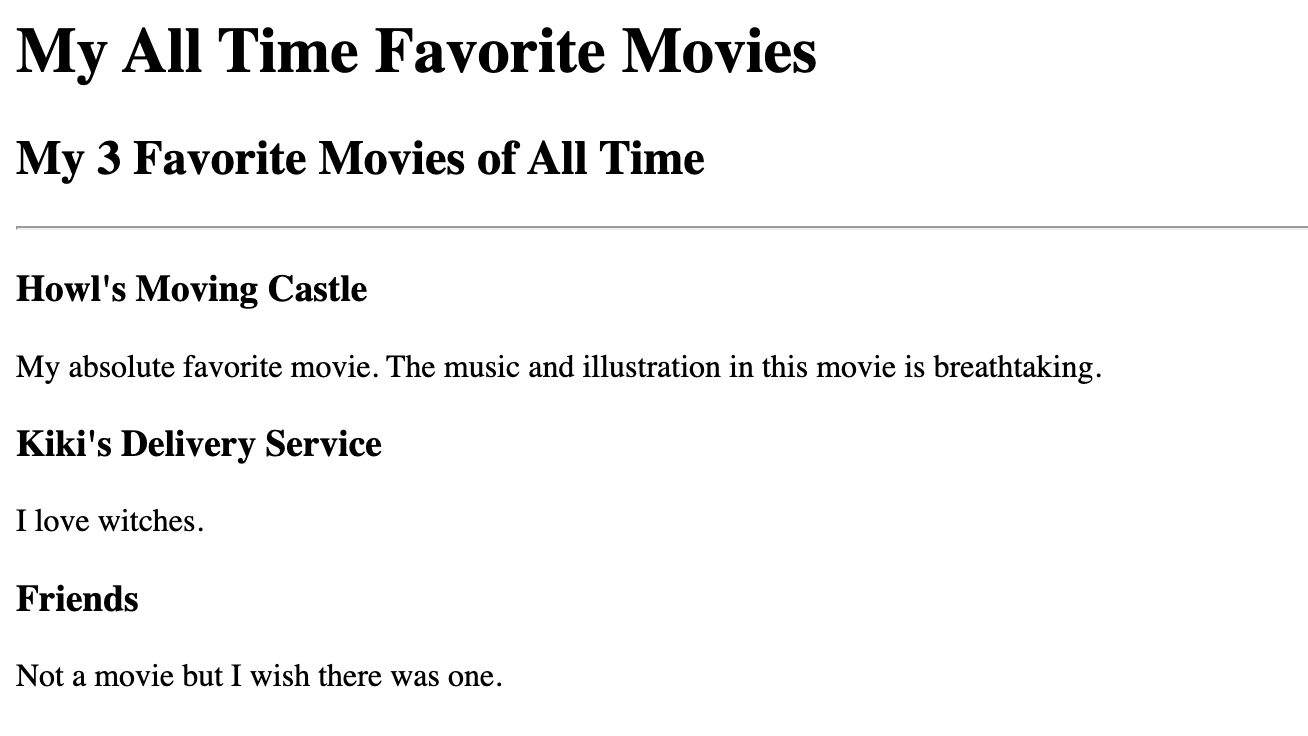 My All Time Favorite Movies
My 3 Favorite Movies of All Time
Howl's Moving Castle
My absolute favorite movie. The music and illustration in this movie is breathtaking.
Kiki's Delivery Service
I love witches.
Friends
Not a movie but I wish there was one.